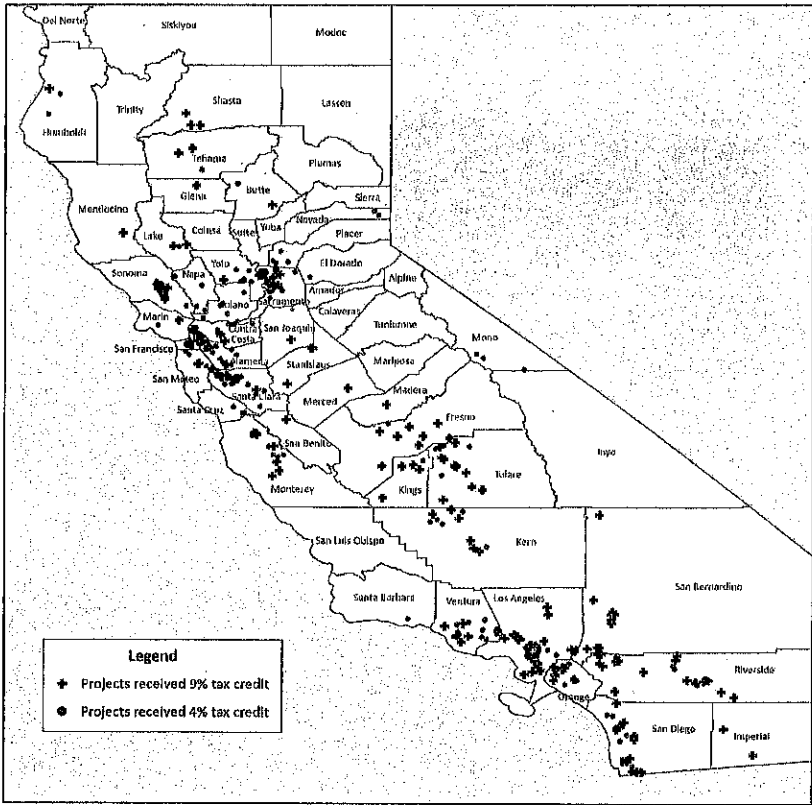 Del Norte
Siskiyou
Modoc
Trinity
Shasta
Lassen
Humboldt
Tehama
Plumas
Glenn
Butte
Sierra
Mendocino
Lake
Colusa
Sutter
Yuba
Nevada
Placer
Sonoma
Napa
Yolo
El Dorado
Alpine
Amador
Sacramento
Solano
Calaveras
Marin
Contra
Costa
San Joaquin
Tuolumne
Mono
San Francisco
Alameda
Stanislaus
Mariposa
San Mateo
Santa Clara
Merced
Madera
Santa Cruz
Fresno
San Benito
Inyo
Monterey
Kings
Tulare
San Luis Obispo
Kern
San Bernardino
Santa Barbara
Ventura
Los Angeles
Legend
Projects received 9% tax credit
Projects received 4% tax credit
Riverside
Orange
San Diego
Imperial